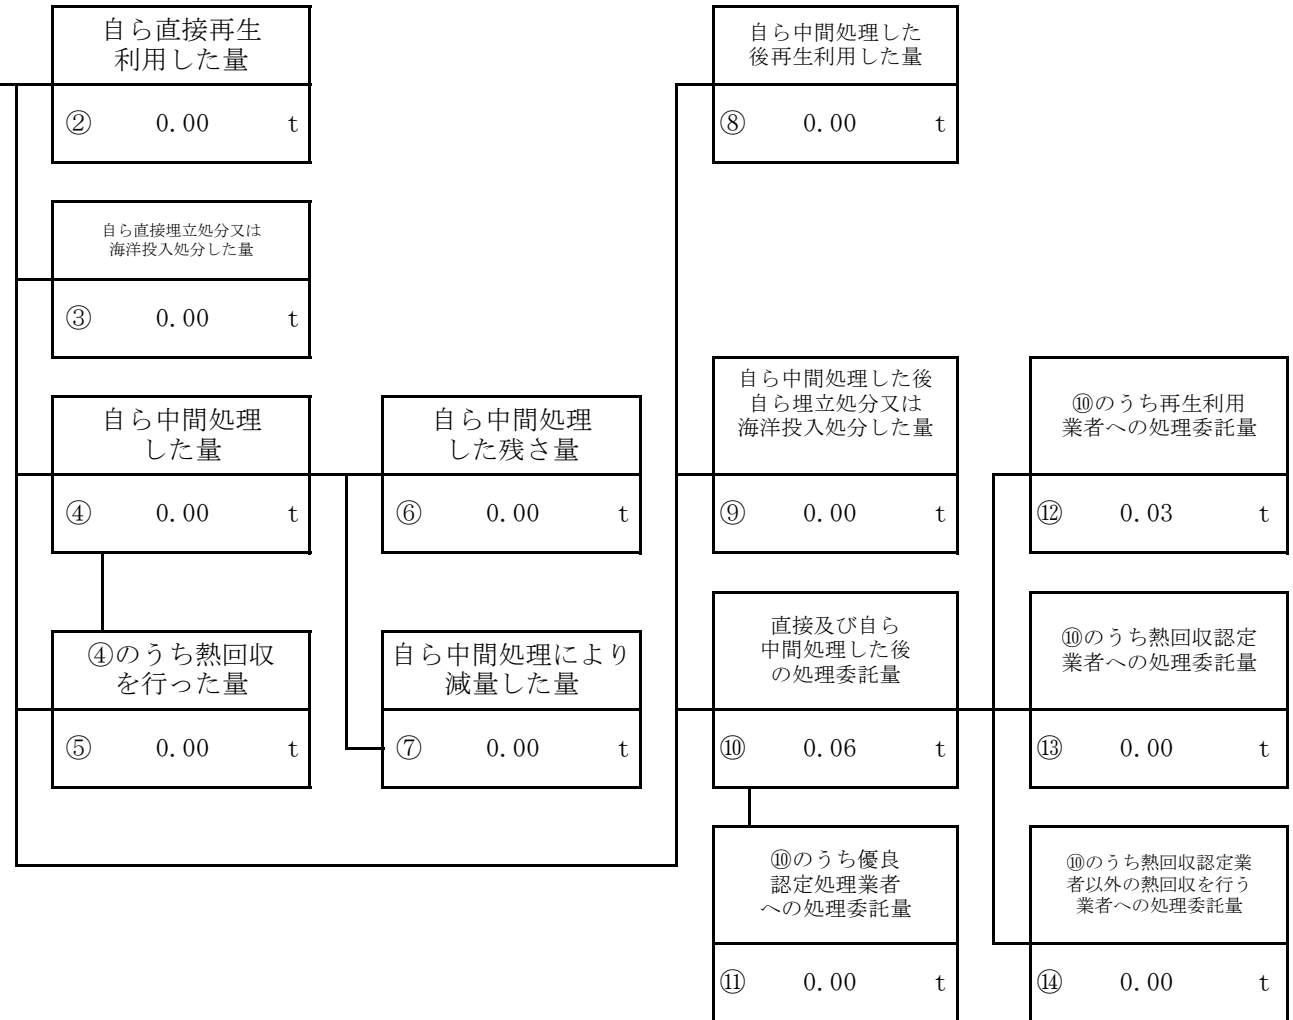 自ら直接再生
利用した量
② 0.00 t
自ら直接埋立処分又は
海洋投入処分した量
③ 0.00 t
自ら中間処理
した量
④ 0.00 t
④のうち熱回収
を行った量
⑤ 0.00 t
自ら中間処理
した残さ量
⑥ 0.00 t
自ら中間処理により
減量した量
⑦ 0.00 t
自ら中間処理した
後再生利用した量
⑧ 0.00 t
自ら中間処理した後
自ら埋立処分又は
海洋投入処分した量
⑨ 0.00 t
直接及び自ら
中間処理した後
の処理委託量
⑩ 0.06 t
⑩のうち優良
認定処理業者
への処理委託量
⑪ 0.00 t
⑩のうち再生利用
業者への処理委託量
⑫ 0.03 t
⑩のうち熱回収認定
業者への処理委託量
⑬ 0.00 t
⑩のうち熱回収認定業
者以外の熱回収を行う
業者への処理委託量
⑭ 0.00 t